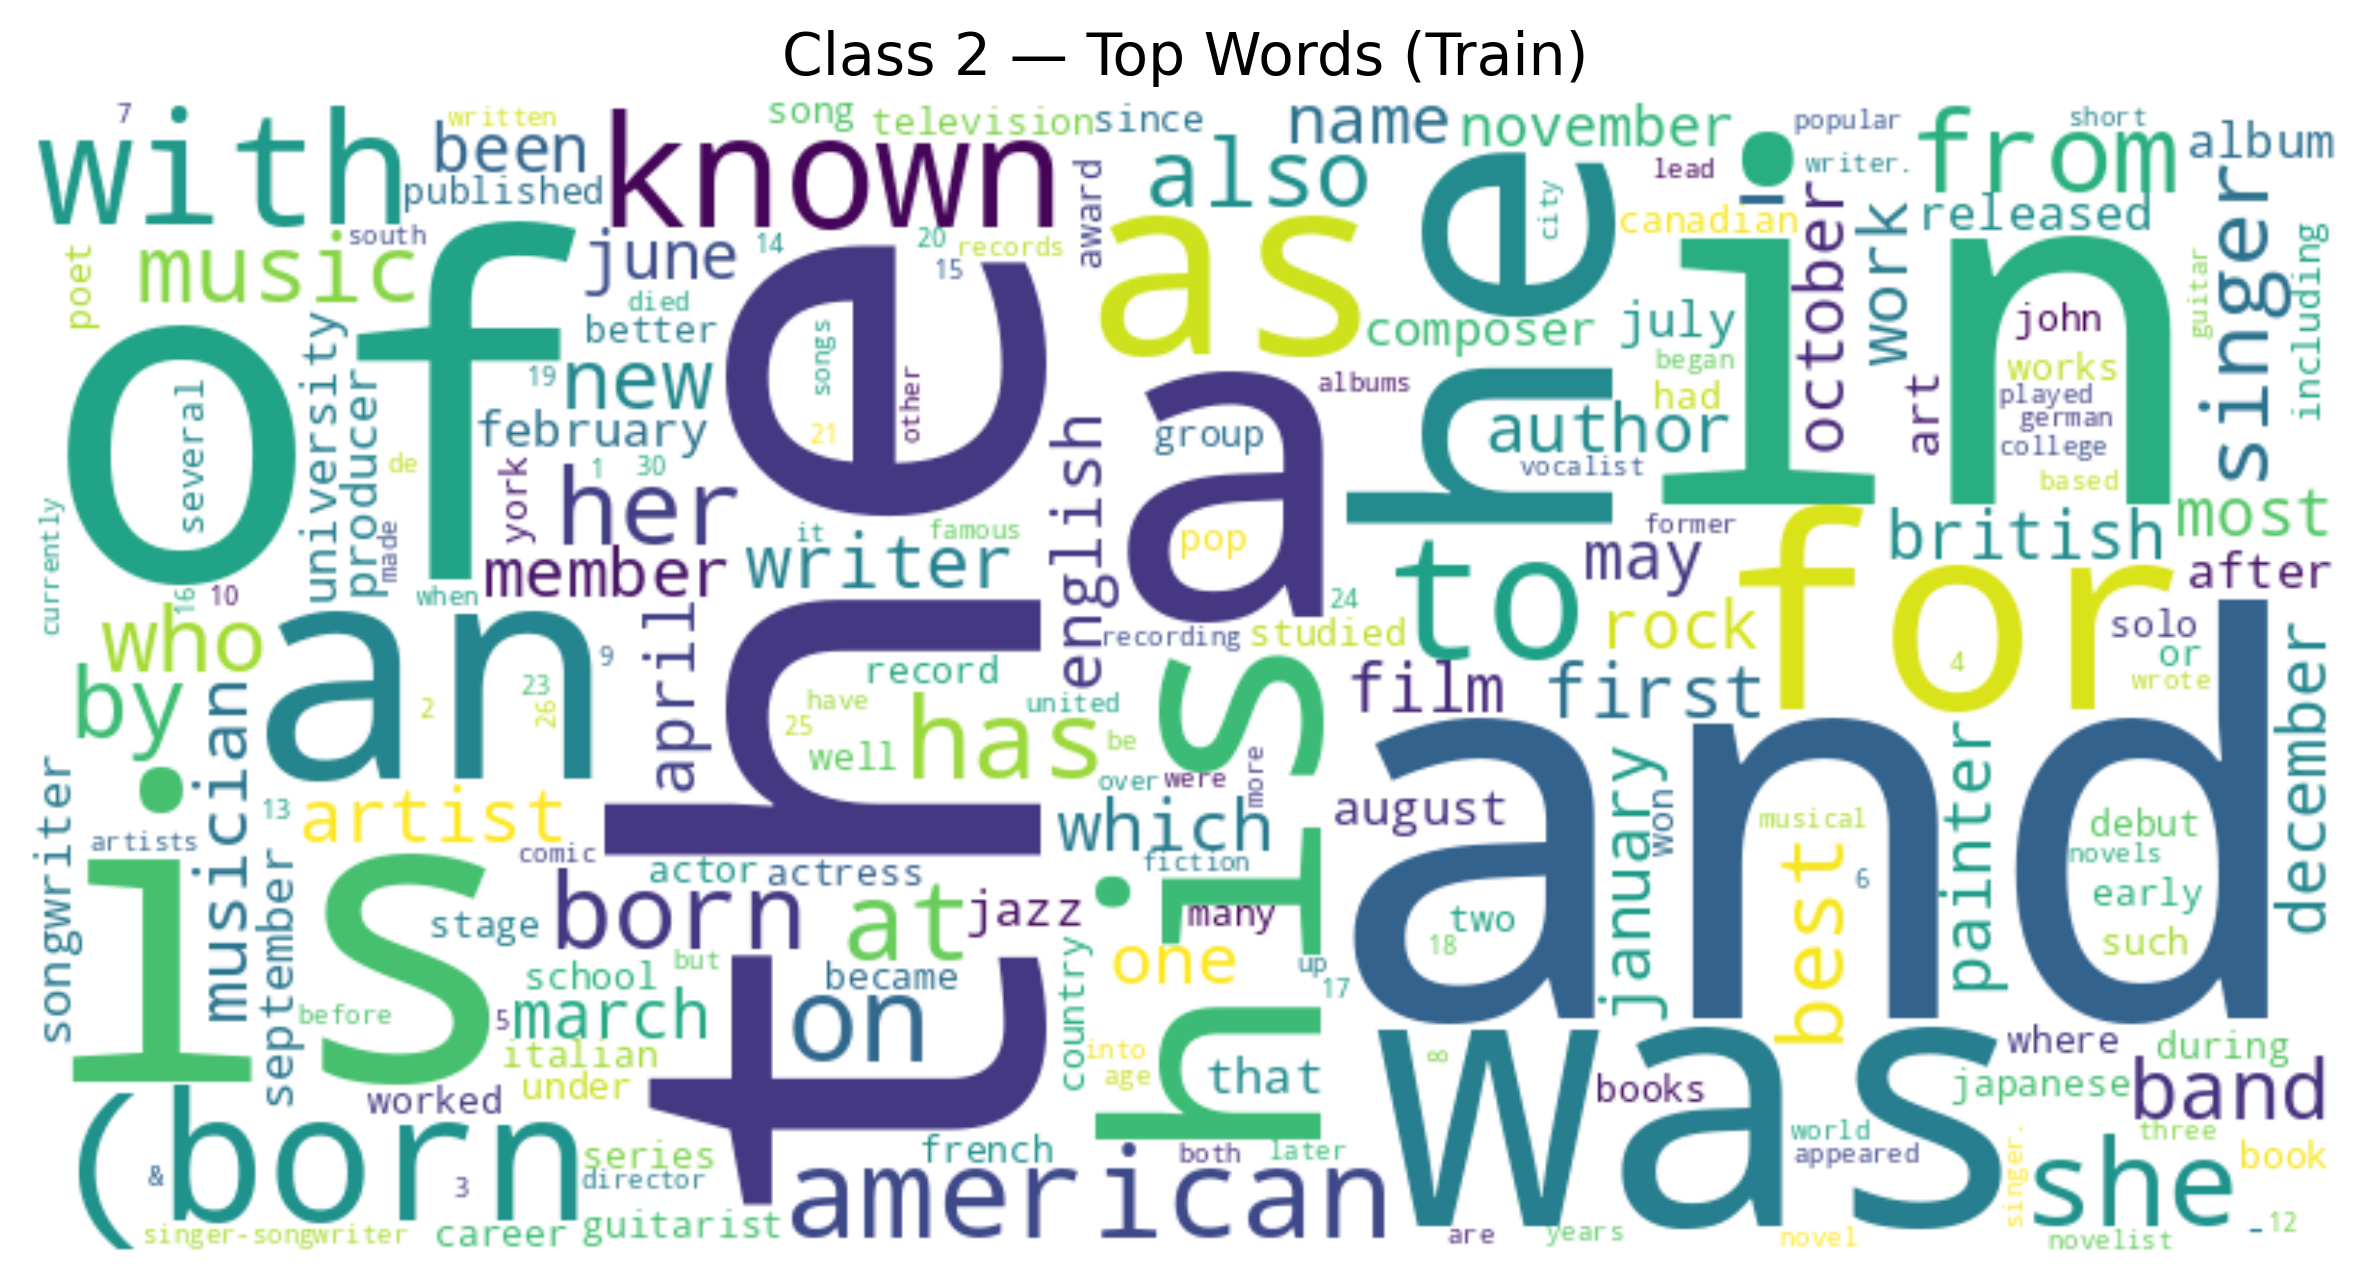 Class 2 — Top Words (Train)
7 written song television since name november popular short
with been known also lead writer. from album
published award city canadian released
poet music south june 14 20 records as he in october work singer
15 guitar including
of died e composer july john
several university producer better songs albums began works
19 new other had art played
february 21 group author german
de 1 30 vocalist college
currently york her english a pop based
made it famous former most
16 10 when member writer to may for british after
who an 9 april 24 rock solo
recording studied or
by 23 record the film first 4 wrote
2 26 have united
musician 25 well has be his december
songwriter over were more
13 artist which august january won best musical painter and debut
artists comic fiction novels
is september actor actress 6 early
stage born at jazz many two
18 such
school but became one up
before 5 march on country 17
italian into was where during
under age that ∞ books japanese band
worked
(born series french both later world three
& 3 director american appeared singer. she book
singer-songwriter career guitarist are years novel novelist - 12